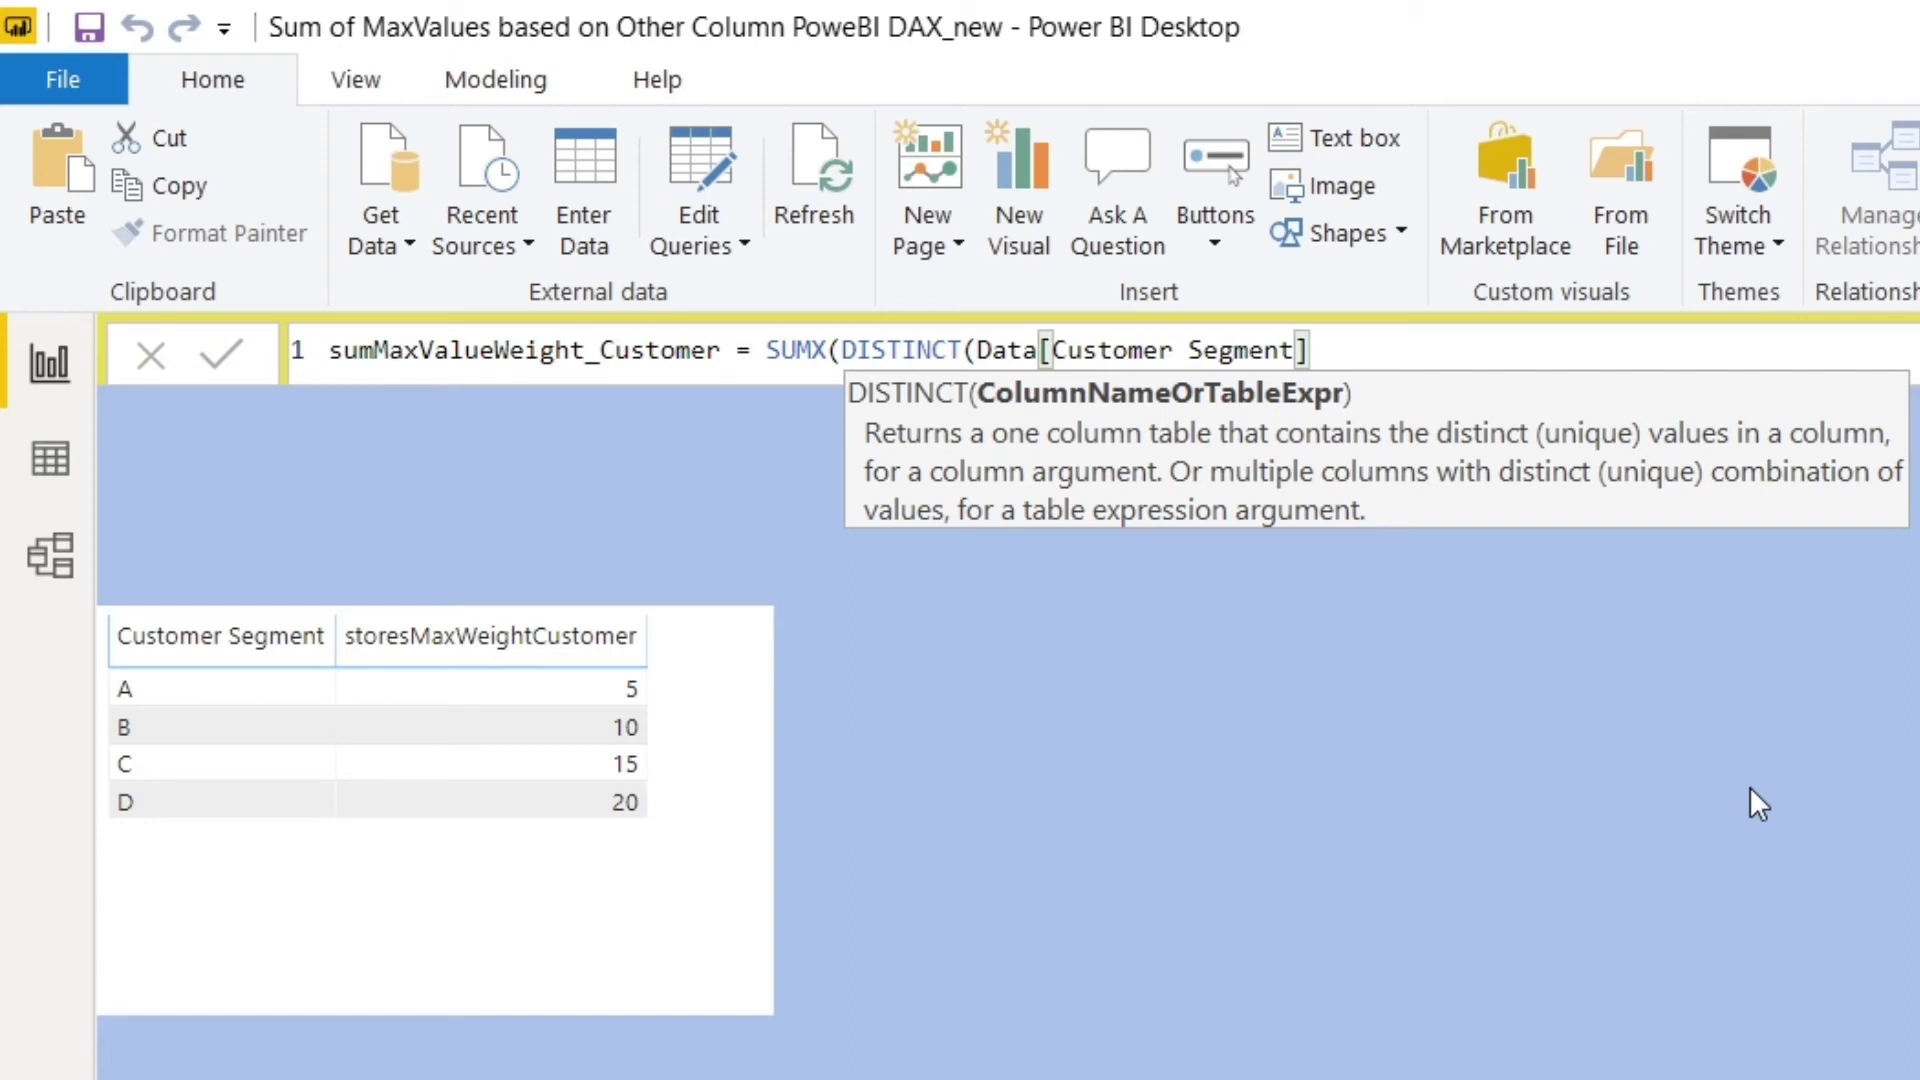 Sum of MaxValues based on Other Column PoweBI DAX_new - Power BI Desktop
File Home View Modeling Help
Paste
Cut
Copy
Format Painter
Clipboard
Get Data
Recent Sources
Enter Data
Edit Queries
Refresh
External data
New Page
New Visual
Ask A Question
Buttons
Text box
Image
Shapes
Insert
From Marketplace
From File
Custom visuals
Switch Theme
Themes
Manage
Relationsh
Relationsh
1 sumMaxValueWeight_Customer = SUMX(DISTINCT(Data[Customer Segment]
DISTINCT(ColumnNameOrTableExpr)
Returns a one column table that contains the distinct (unique) values in a column,
for a column argument. Or multiple columns with distinct (unique) combination of
values, for a table expression argument.
Customer Segment storesMaxWeightCustomer
A 5
B 10
C 15
D 20